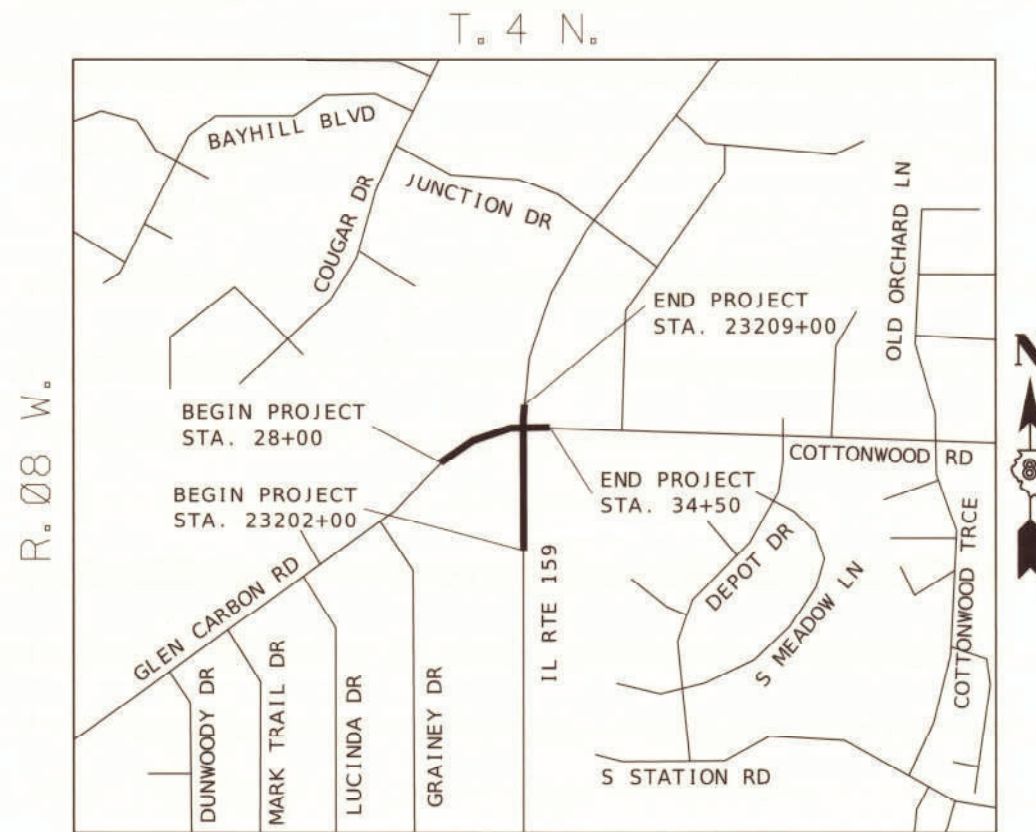 T. 4 N.
R. 08 W.
BAYHILL BLVD
COUGAR DR
JUNCTION DR
OLD ORCHARD LN
END PROJECT
STA. 23209+00
N
BEGIN PROJECT
STA. 28+00
COTTONWOOD RD
BEGIN PROJECT
STA. 23202+00
END PROJECT
STA. 34+50
GLEN CARBON RD
IL RTE 159
DEPOT DR
S MEADOW LN
COTTONWOOD TRCE
DUNWOODY DR
MARK TRAIL DR
LUCINDA DR
GRAINEY DR
S STATION RD